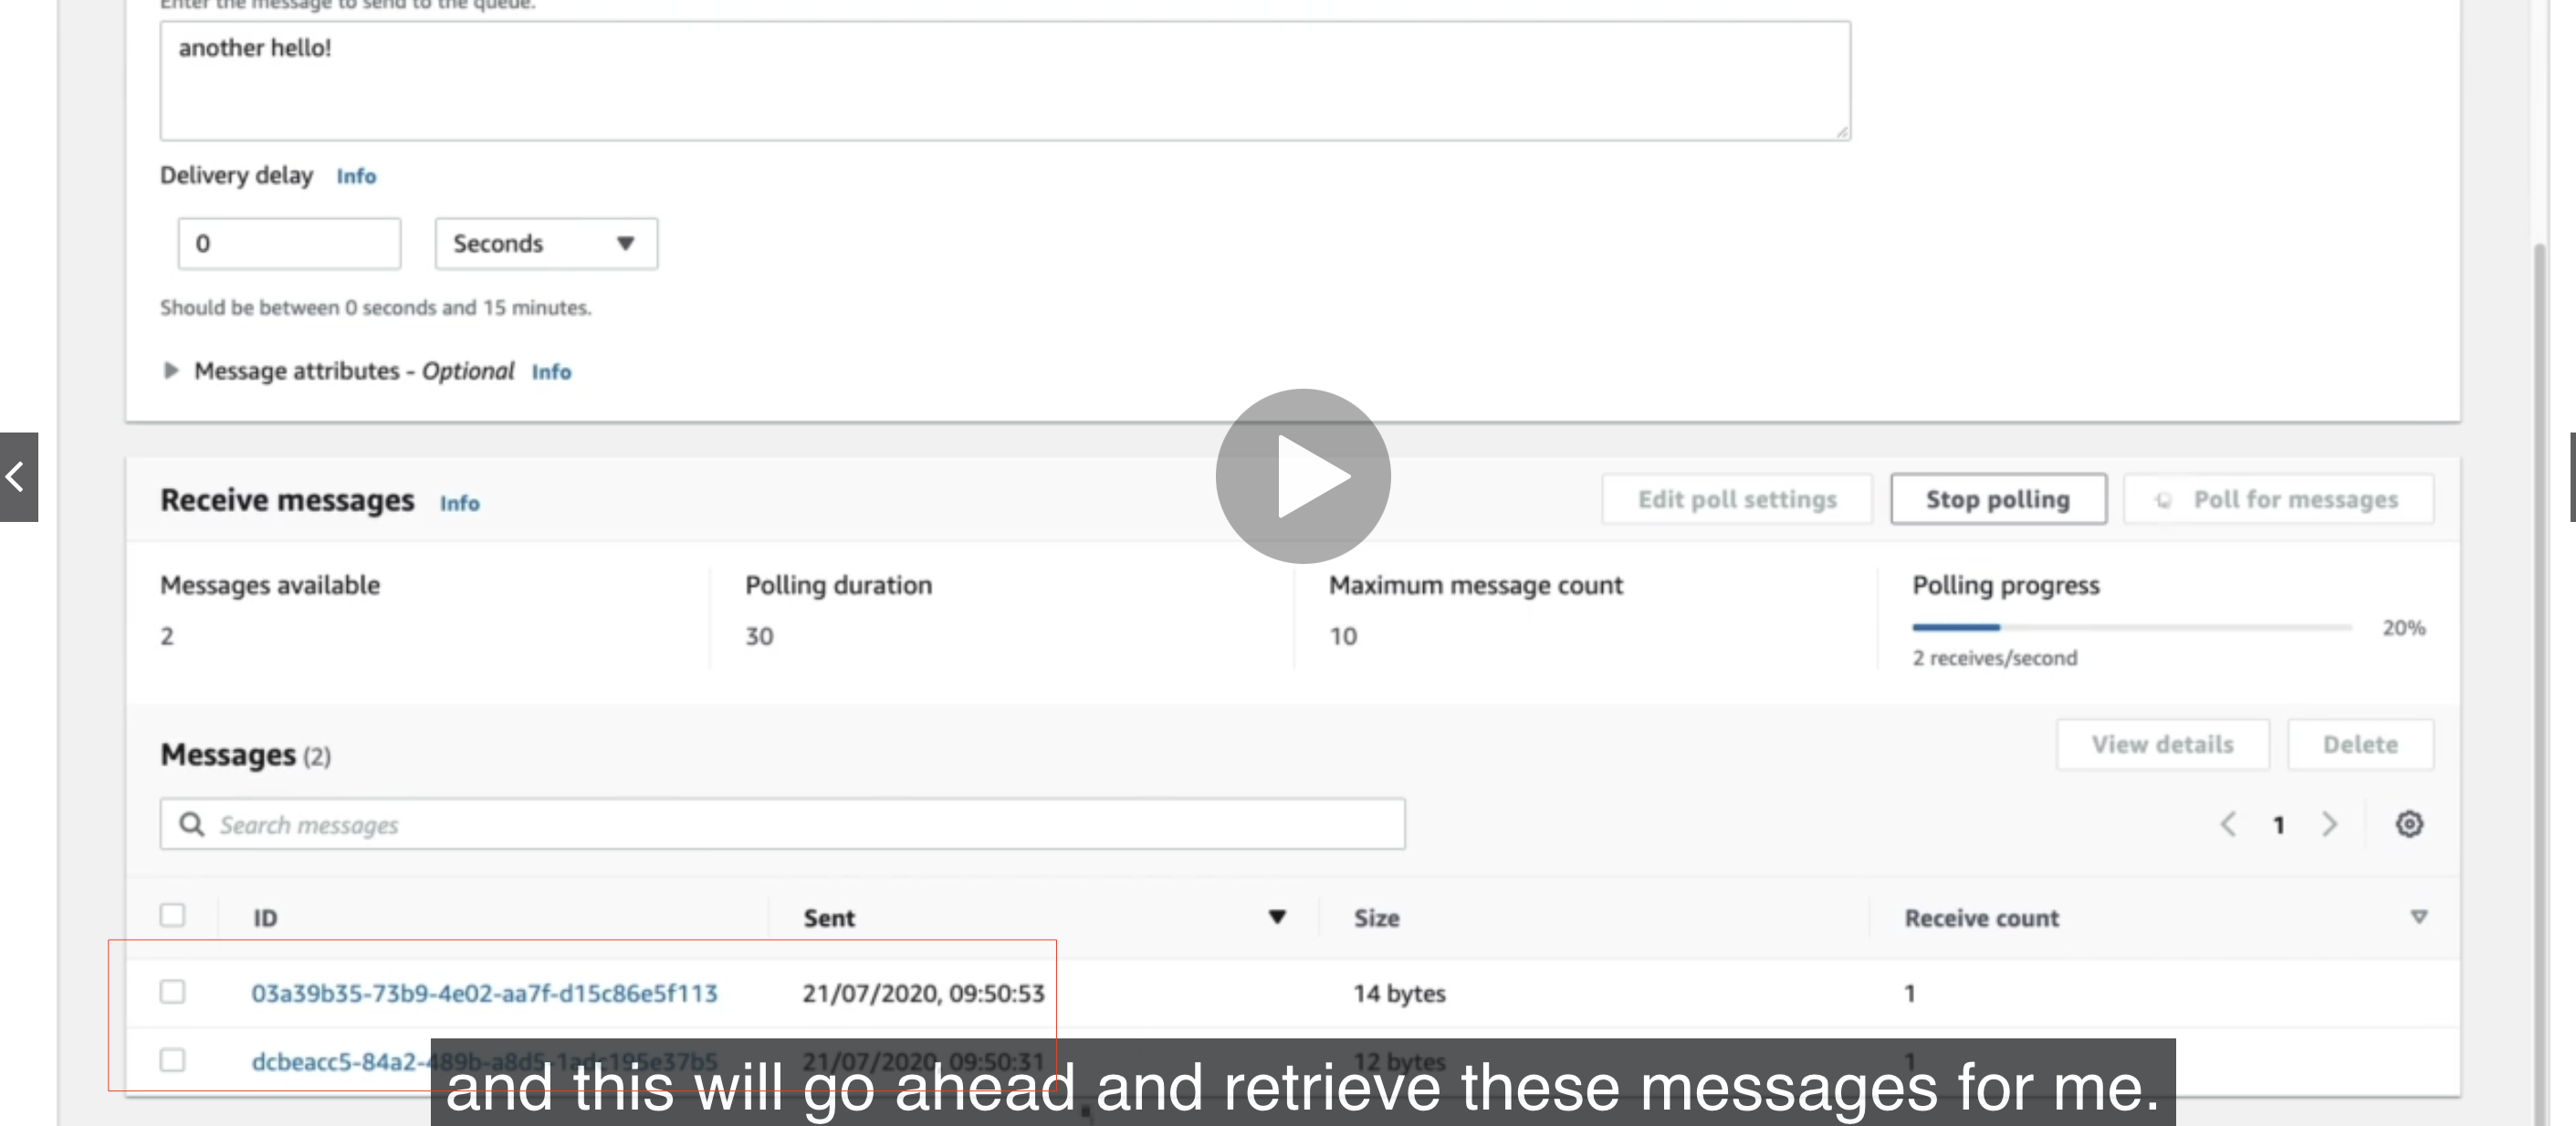 Enter the message to send to the queue.
another hello!
Delivery delay Info
0 Seconds
Should be between 0 seconds and 15 minutes.
Message attributes - Optional Info
Receive messages Info Edit poll settings Stop polling Poll for messages
Messages available Polling duration Maximum message count Polling progress
2 30 10 20%
2 receives/second
Messages (2) View details Delete
Search messages 1
ID Sent Size Receive count
03a39b35-73b9-4e02-aa7f-d15c86e5f113 21/07/2020, 09:50:53 14 bytes 1
dcbeacc5-84a2-489b-a8d5-1adc195e37b5 21/07/2020, 09:50:31 12 bytes 1
and this will go ahead and retrieve these messages for me.